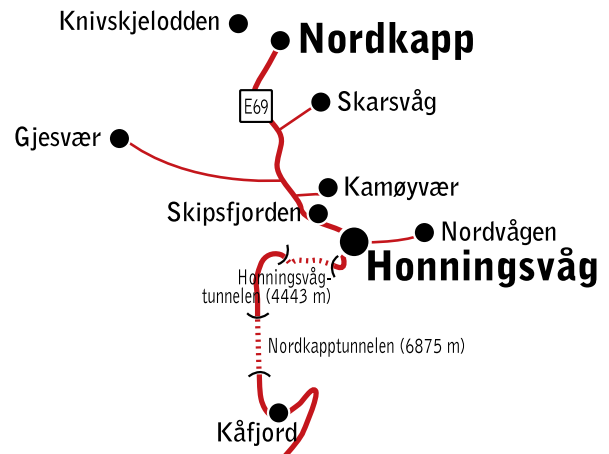 Knivskjelodden
Nordkapp
E69
Skarsvåg
Gjesvær
Kamøyvær
Skipsfjorden
Nordvågen
Honningsvåg
Honningsvåg-
tunnelen (4443 m)
Nordkapptunnelen (6875 m)
Kåfjord